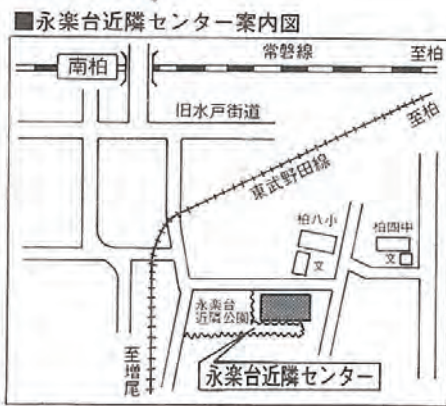 ■永楽台近隣センター案内図
常磐線
至柏
南柏
旧水戸街道
至柏
東武野田線
柏八小
柏四中
文
文
永楽台
近隣公園
至増尾
永楽台近隣センター